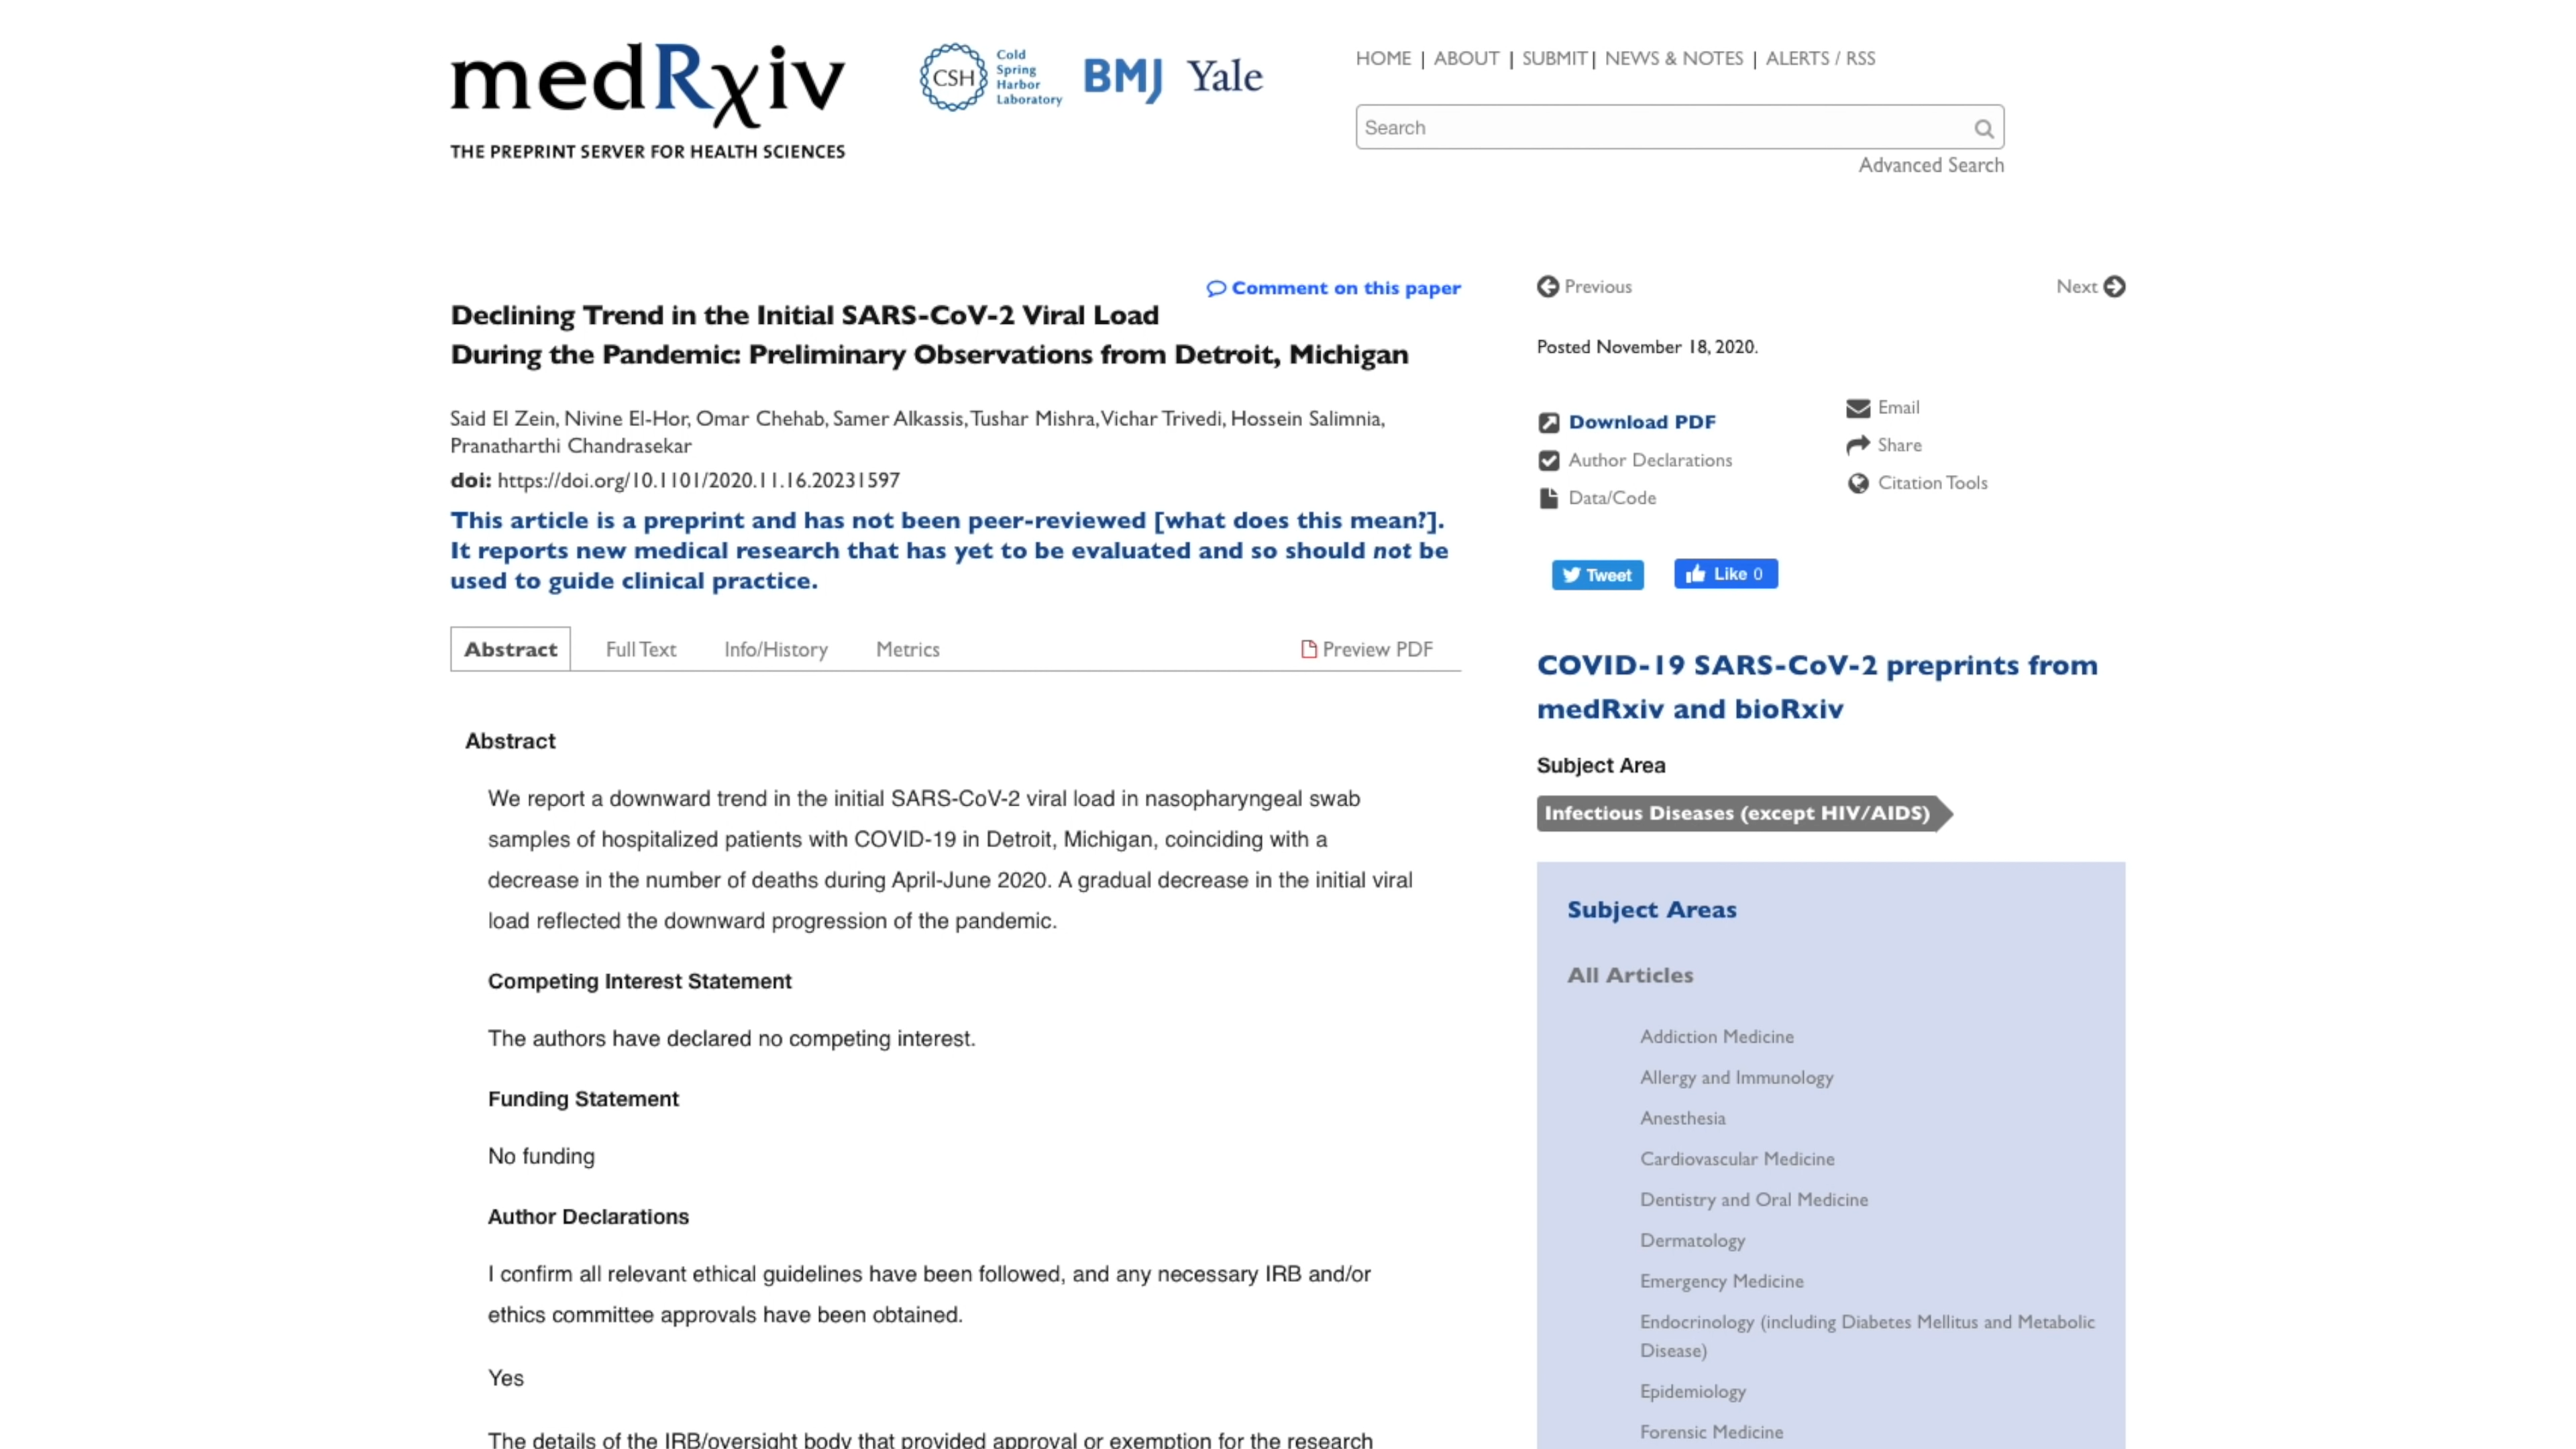 medRxiv
THE PREPRINT SERVER FOR HEALTH SCIENCES
CSH
Cold
Spring
Harbor
Laboratory
BMJ
Yale
HOME | ABOUT | SUBMIT | NEWS & NOTES | ALERTS / RSS
Search
Advanced Search
Comment on this paper
Declining Trend in the Initial SARS-CoV-2 Viral Load
During the Pandemic: Preliminary Observations from Detroit, Michigan
Said El Zein, Nivine El-Hor, Omar Chehab, Samer Alkassis, Tushar Mishra, Vichar Trivedi, Hossein Salimnia,
Pranatharthi Chandrasekar
doi: https://doi.org/10.1101/2020.11.16.20231597
This article is a preprint and has not been peer-reviewed [what does this mean?].
It reports new medical research that has yet to be evaluated and so should not be
used to guide clinical practice.
Abstract
Full Text
Info/History
Metrics
Preview PDF
Abstract
We report a downward trend in the initial SARS-CoV-2 viral load in nasopharyngeal swab
samples of hospitalized patients with COVID-19 in Detroit, Michigan, coinciding with a
decrease in the number of deaths during April-June 2020. A gradual decrease in the initial viral
load reflected the downward progression of the pandemic.
Competing Interest Statement
The authors have declared no competing interest.
Funding Statement
No funding
Author Declarations
I confirm all relevant ethical guidelines have been followed, and any necessary IRB and/or
ethics committee approvals have been obtained.
Yes
The details of the IRB/oversight body that provided approval or exemption for the research
Previous
Next
Posted November 18, 2020.
Download PDF
Author Declarations
Data/Code
Email
Share
Citation Tools
Tweet
Like 0
COVID-19 SARS-CoV-2 preprints from
medRxiv and bioRxiv
Subject Area
Infectious Diseases (except HIV/AIDS)
Subject Areas
All Articles
Addiction Medicine
Allergy and Immunology
Anesthesia
Cardiovascular Medicine
Dentistry and Oral Medicine
Dermatology
Emergency Medicine
Endocrinology (including Diabetes Mellitus and Metabolic
Disease)
Epidemiology
Forensic Medicine